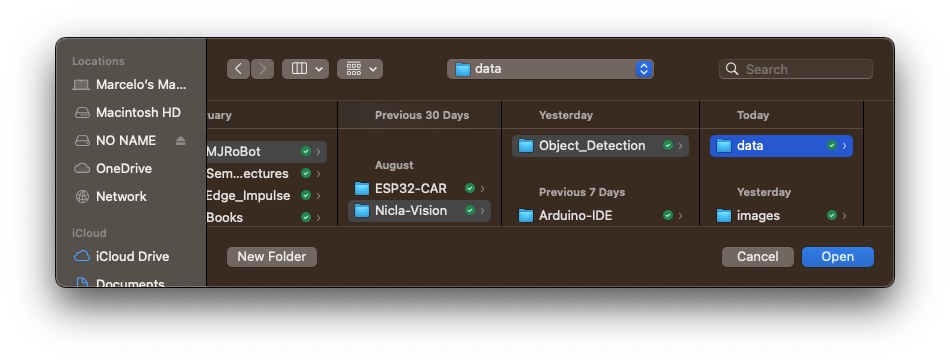 Locations
Marcelo's Ma...
Macintosh HD
NO NAME
OneDrive
Network
iCloud
iCloud Drive
Documents
data
Search
uary
MJRoBot
Sem...ectures
Edge_Impulse
Books
Previous 30 Days
August
ESP32-CAR
Nicla-Vision
Yesterday
Object_Detection
Previous 7 Days
Arduino-IDE
Today
data
Yesterday
images
New Folder
Cancel
Open